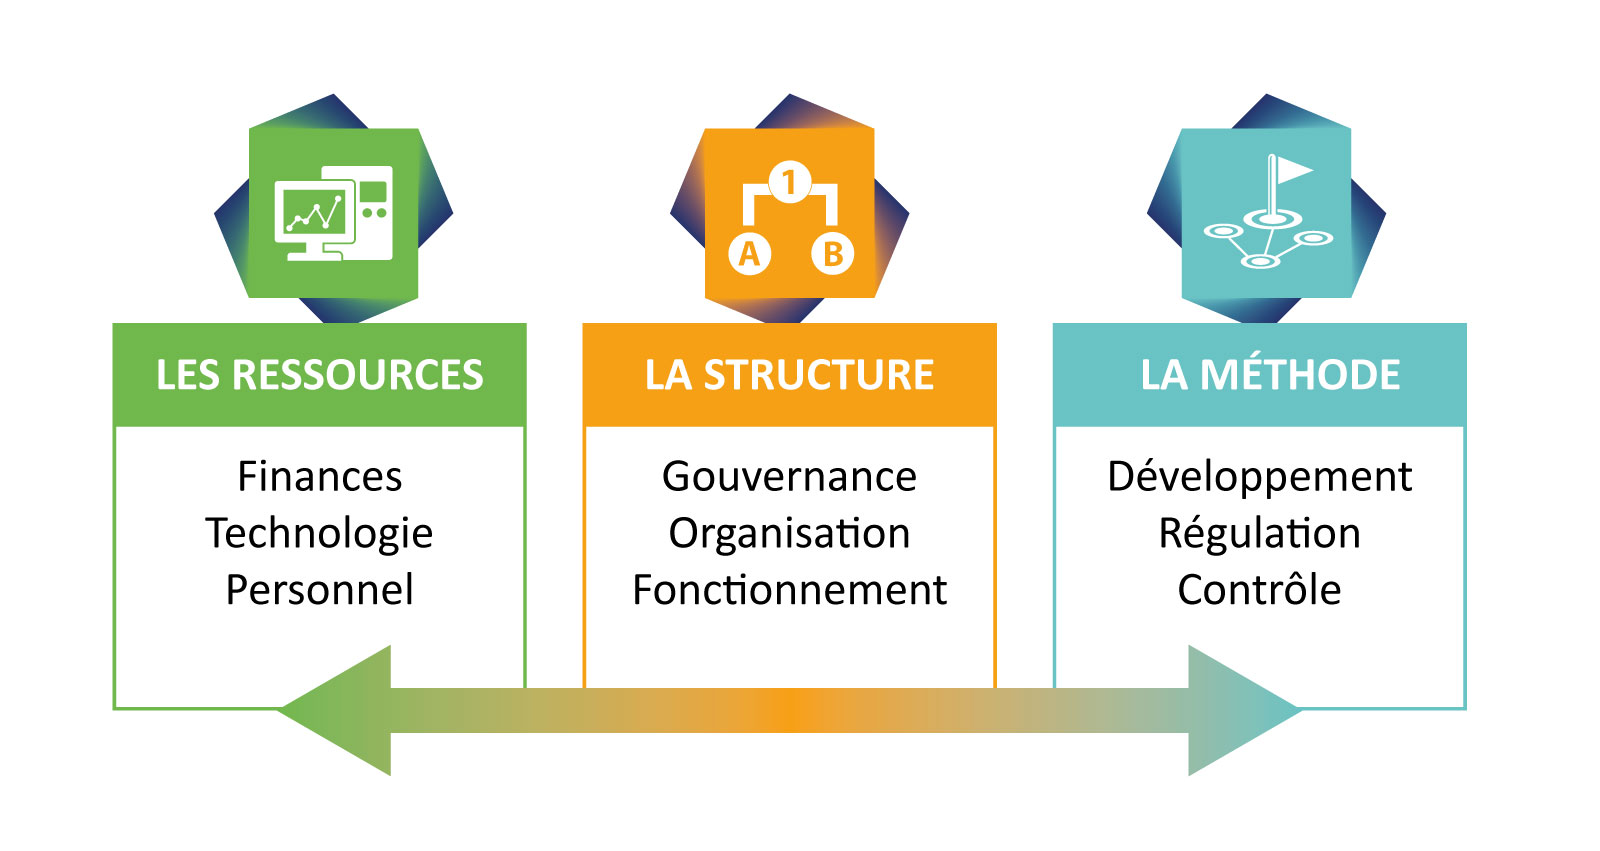 1
A
B
LES RESSOURCES
Finances
Technologie
Personnel
LA STRUCTURE
Gouvernance
Organisation
Fonctionnement
LA MÉTHODE
Développement
Régulation
Contrôle